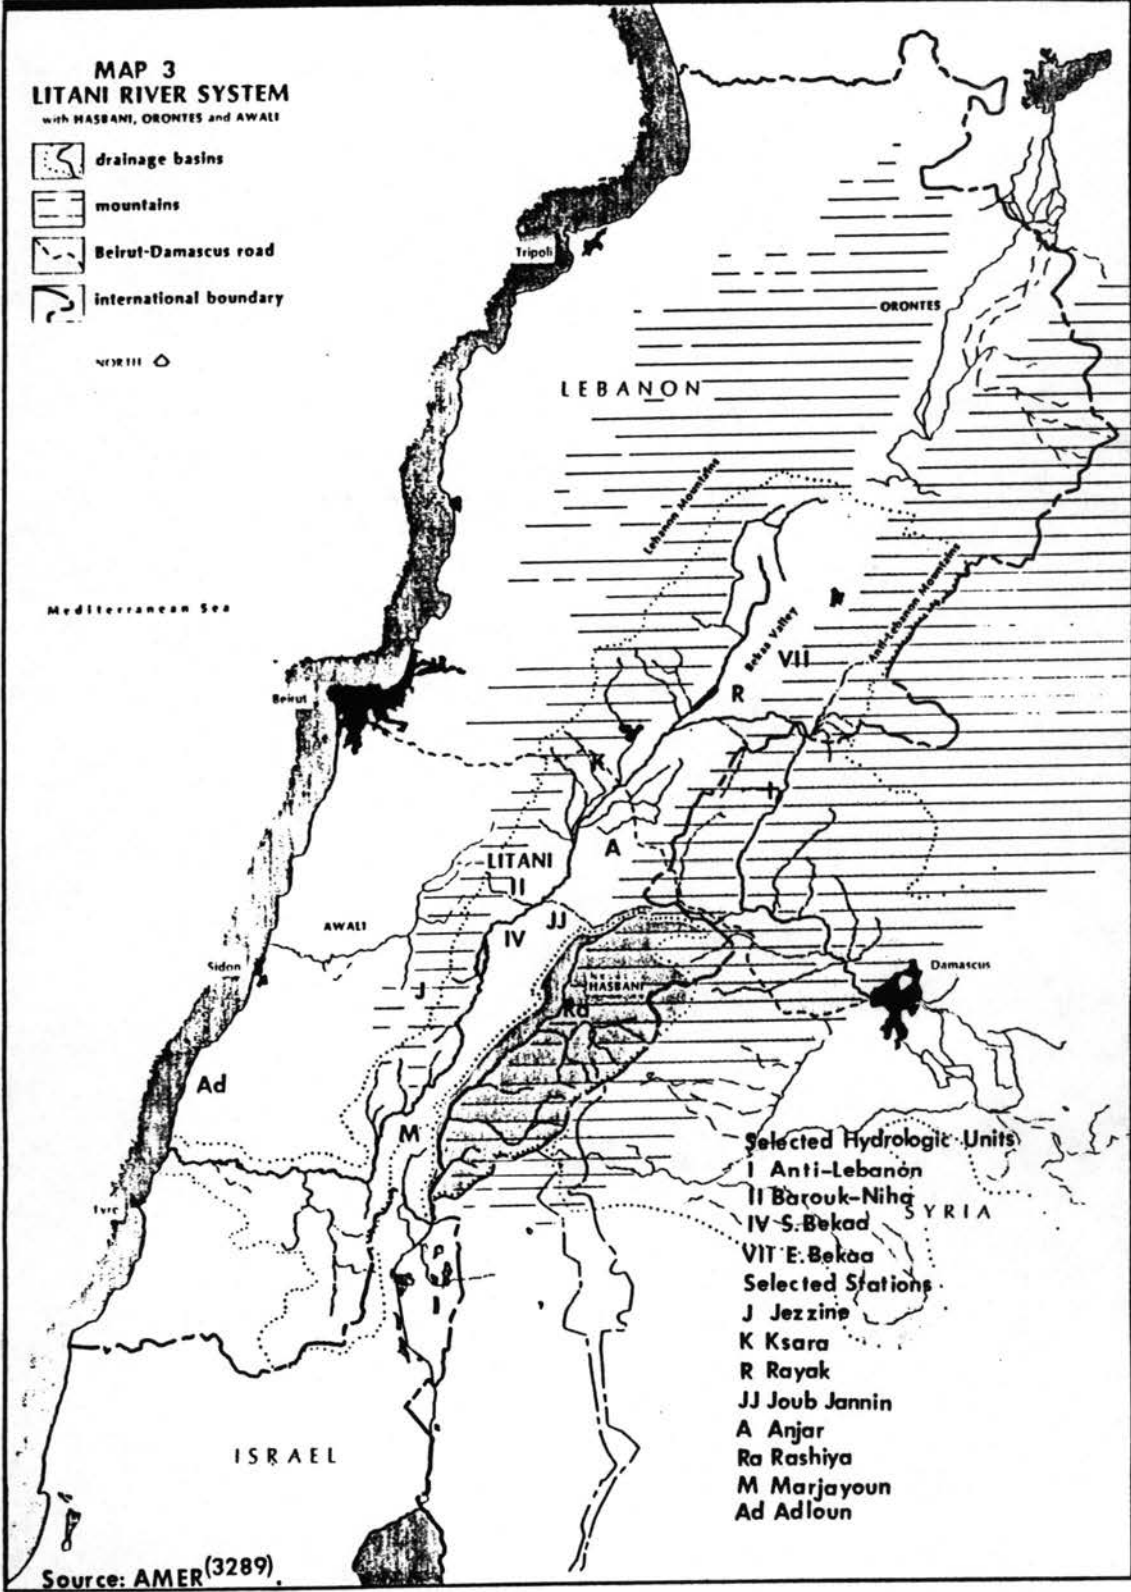 MAP 3
LITANI RIVER SYSTEM
with HASBANI, ORONTES and AWALI
drainage basins
mountains
Beirut-Damascus road
international boundary
NORTH
Tripoli
ORONTES
LEBANON
Lebanon Mountains
Mediterranean Sea
Anti-Lebanon Mountains
Bekaa Valley
VII
R
Beirut
K
I
A
LITANI
II
JJ
IV
AWALI
Sidon
Damascus
HASBANI
J
Ra
Ad
M
Selected Hydrologic Units
I Anti-Lebanon
II Barouk-Niha
SYRIA
Tyre
IV S.Bekad
VII E.Bekaa
Selected Stations
J Jezzine
K Ksara
R Rayak
JJ Joub Jannin
A Anjar
ISRAEL
Ra Rashiya
M Marjayoun
Ad Adloun
Source: AMER(3289).